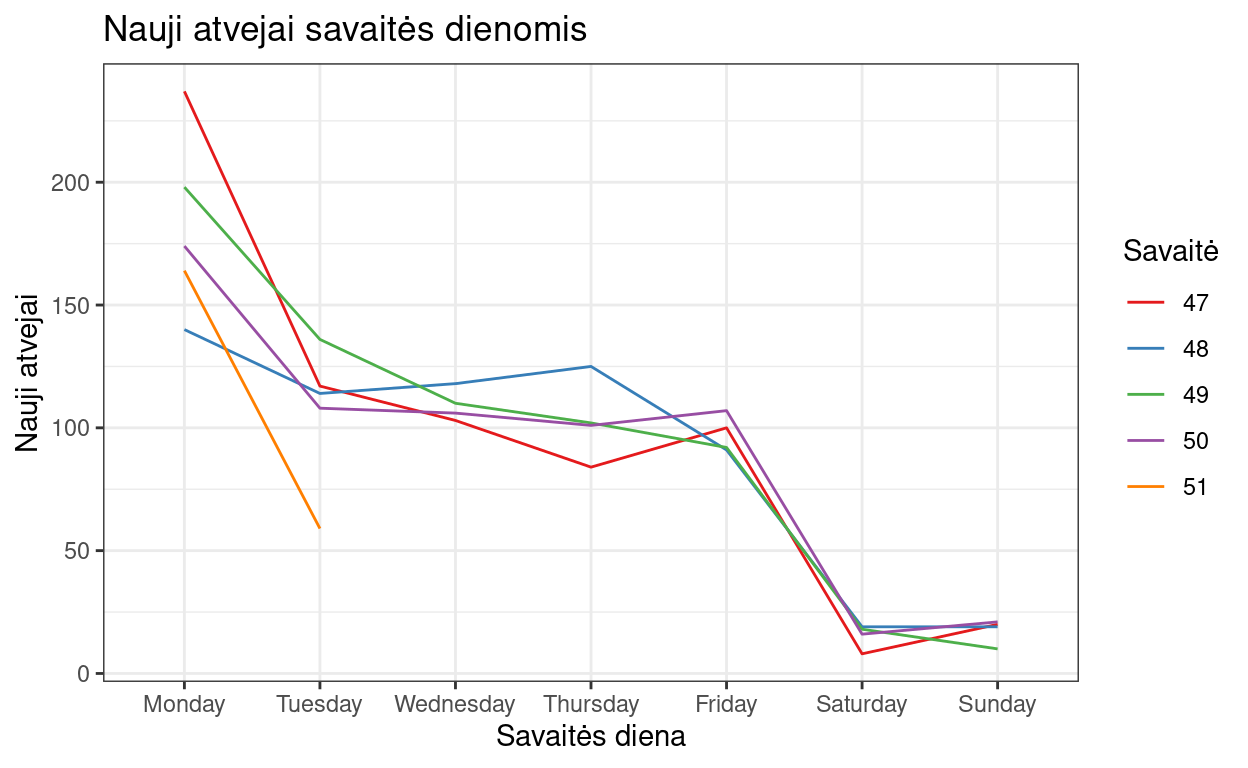 Nauji atvejai savaitės dienomis
Nauji atvejai
200
150
100
50
0
Monday
Tuesday
Wednesday
Thursday
Friday
Saturday
Sunday
Savaitės diena
Savaitė
47
48
49
50
51